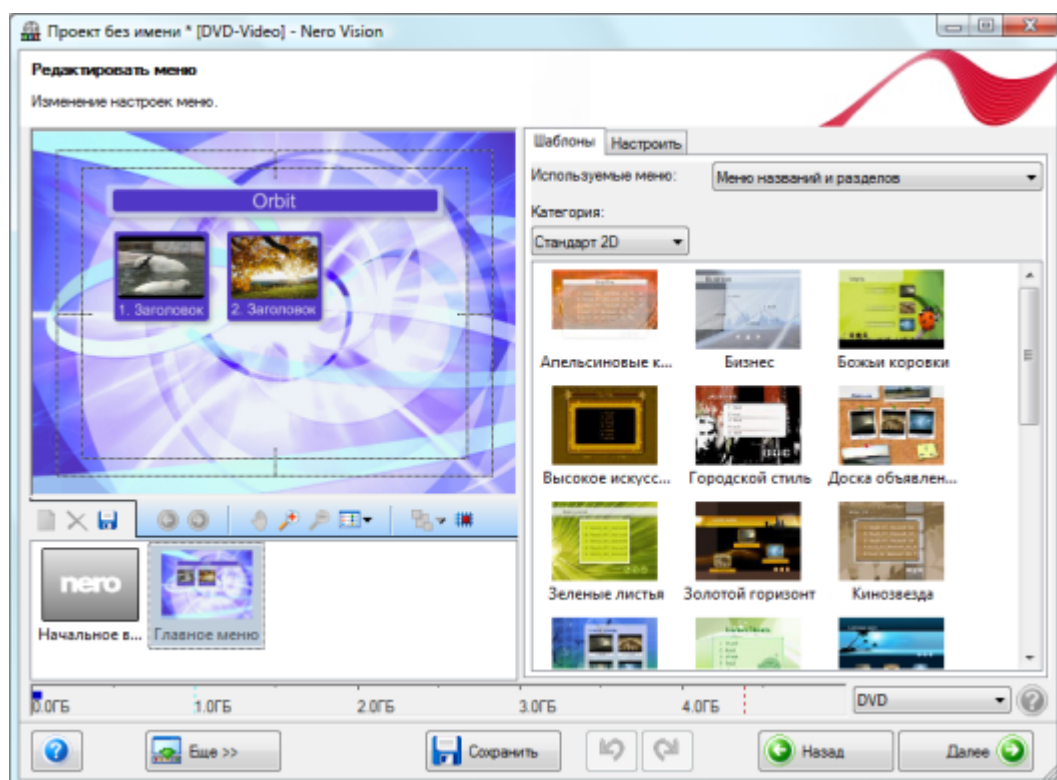 Проект без имени * [DVD-Video] - Nero Vision
Редактировать меню
Изменение настроек меню.
Orbit
1. Заголовок
2. Заголовок
nero
Начальное в...
Главное меню
Шаблоны
Настроить
Используемые меню:
Меню названий и разделов
Категория:
Стандарт 2D
Апельсиновые к...
Бизнес
Божьи коровки
Высокое искусс...
Городской стиль
Доска объявлен...
Зеленые листья
Золотой горизонт
Кинозвезда
0.0ГБ
1.0ГБ
2.0ГБ
3.0ГБ
4.0ГБ
DVD
Еще >>
Сохранить
Назад
Далее